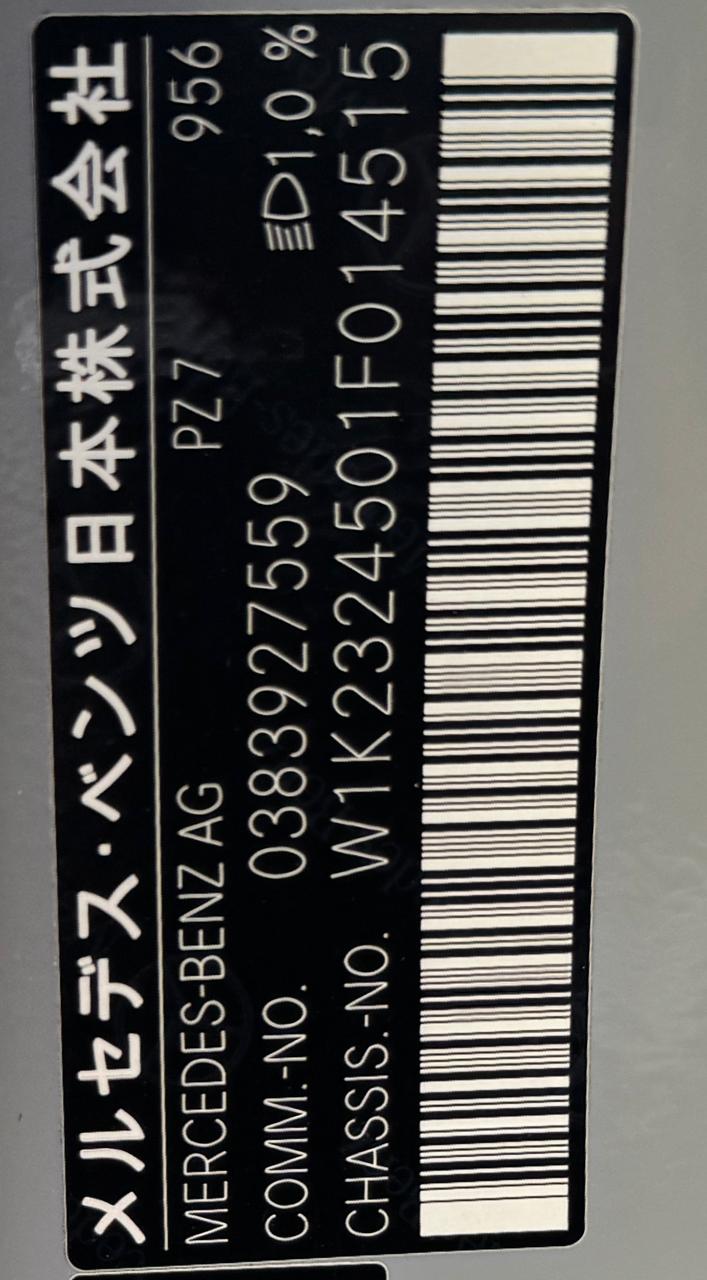 メルセデス・ベンツ日本株式会社
MERCEDES-BENZ AG PZ7 956
COMM.-NO. 0383927559 1,0 %
CHASSIS.-NO. W1K2324501F014515